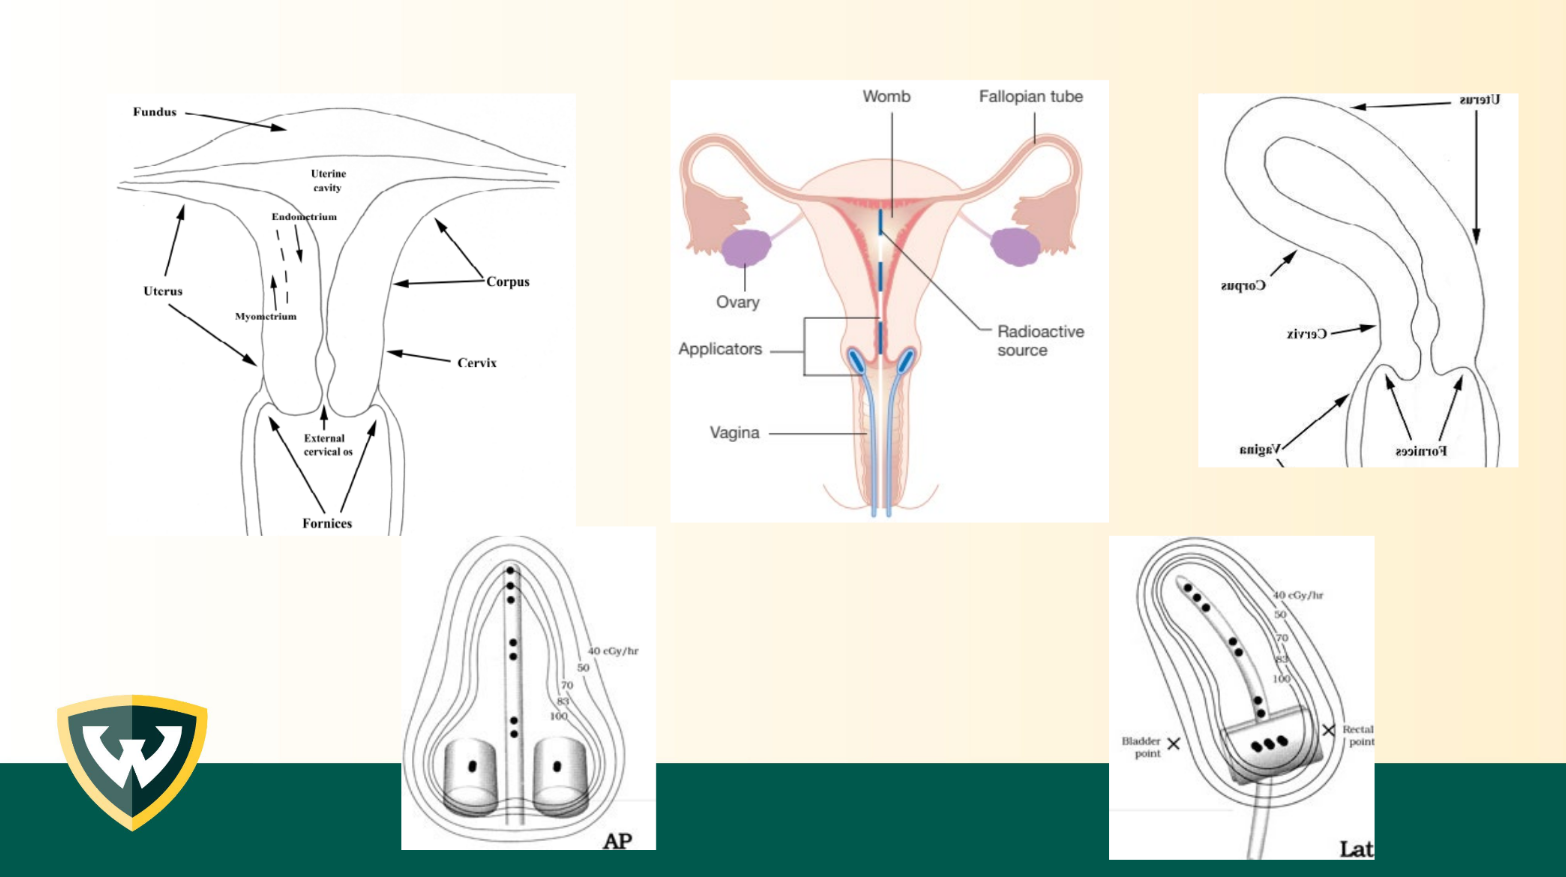 Fundus
Uterine
cavity
Endometrium
Uterus
Myometrium
Corpus
Cervix
External
cervical os
Fornices
Womb
Fallopian tube
Ovary
Applicators
Radioactive
source
Vagina
Uterus
Corpus
Cervix
Vagina
Fornices
40 cGy/hr
50
70
83
100
AP
40 cGy/hr
50
70
83
100
Bladder
point
Rectal
point
Lat
W